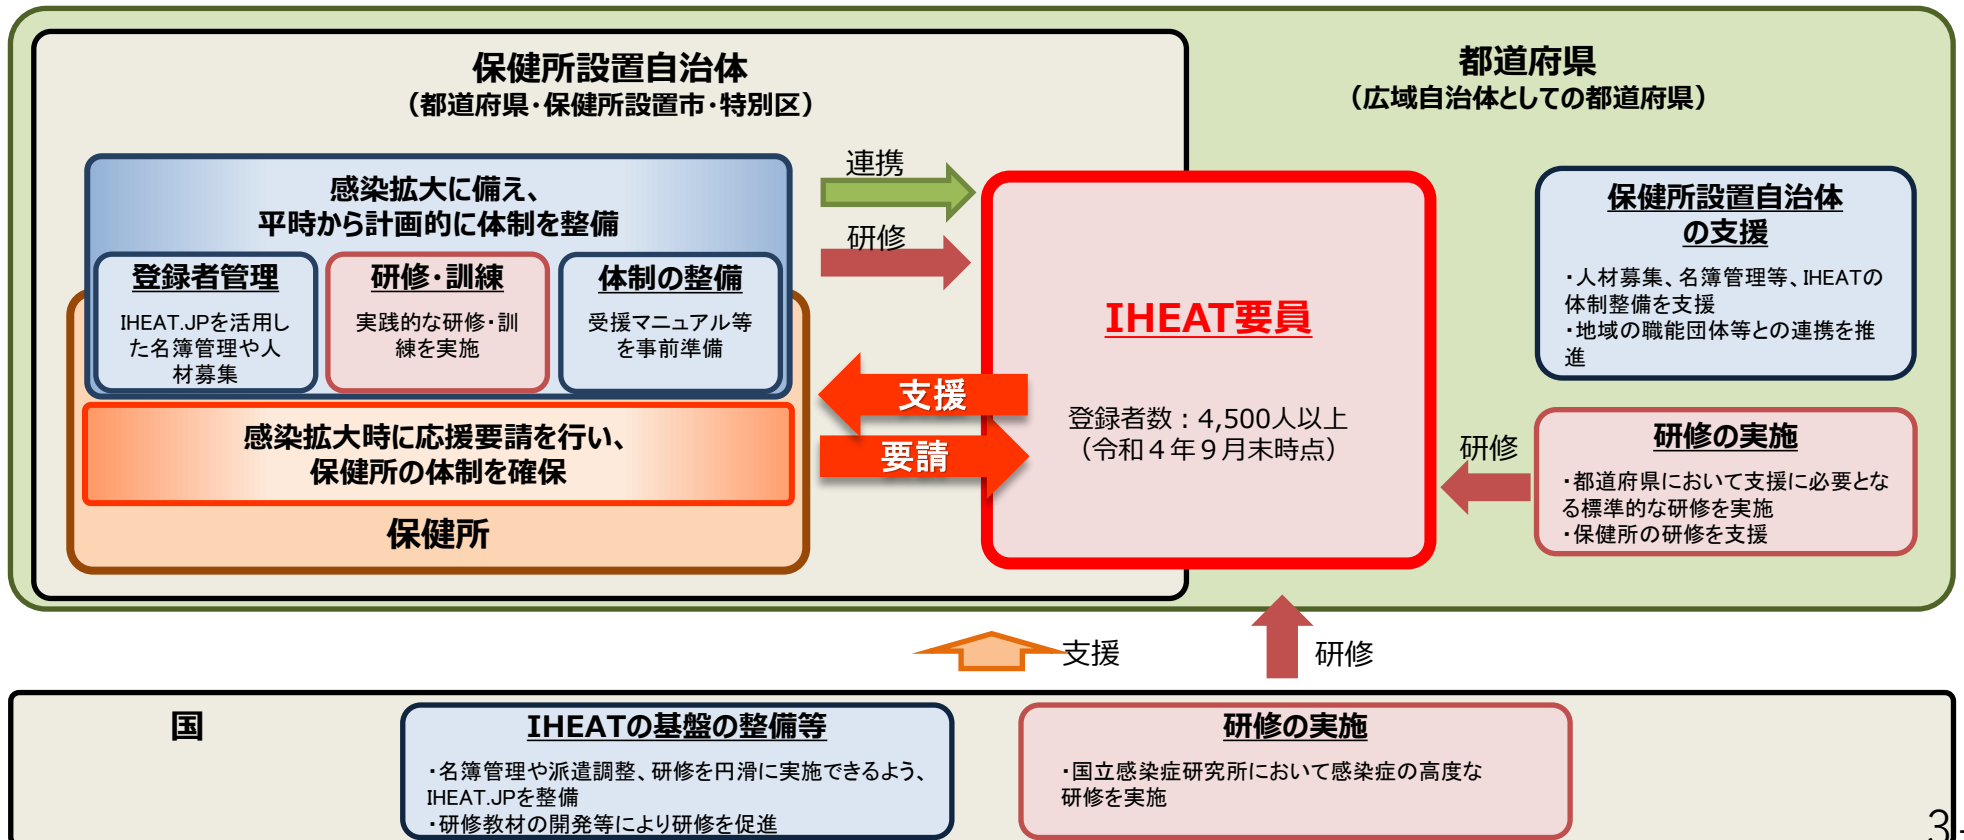 保健所設置自治体
（都道府県・保健所設置市・特別区）
感染拡大に備え、
平時から計画的に体制を整備
登録者管理
IHEAT.JPを活用し
た名簿管理や人
材募集
研修・訓練
実践的な研修・訓
練を実施
体制の整備
受援マニュアル等
を事前準備
感染拡大時に応援要請を行い、
保健所の体制を確保
保健所
連携
研修
支援
要請
IHEAT要員
登録者数：4,500人以上
（令和４年９月末時点）
都道府県
（広域自治体としての都道府県）
保健所設置自治体
の支援
・人材募集、名簿管理等、IHEATの
体制整備を支援
・地域の職能団体等との連携を推
進
研修
研修の実施
・都道府県において支援に必要とな
る標準的な研修を実施
・保健所の研修を支援
支援
研修
国
IHEATの基盤の整備等
・名簿管理や派遣調整、研修を円滑に実施できるよう、
IHEAT.JPを整備
・研修教材の開発等により研修を促進
研修の実施
・国立感染症研究所において感染症の高度な
研修を実施
3